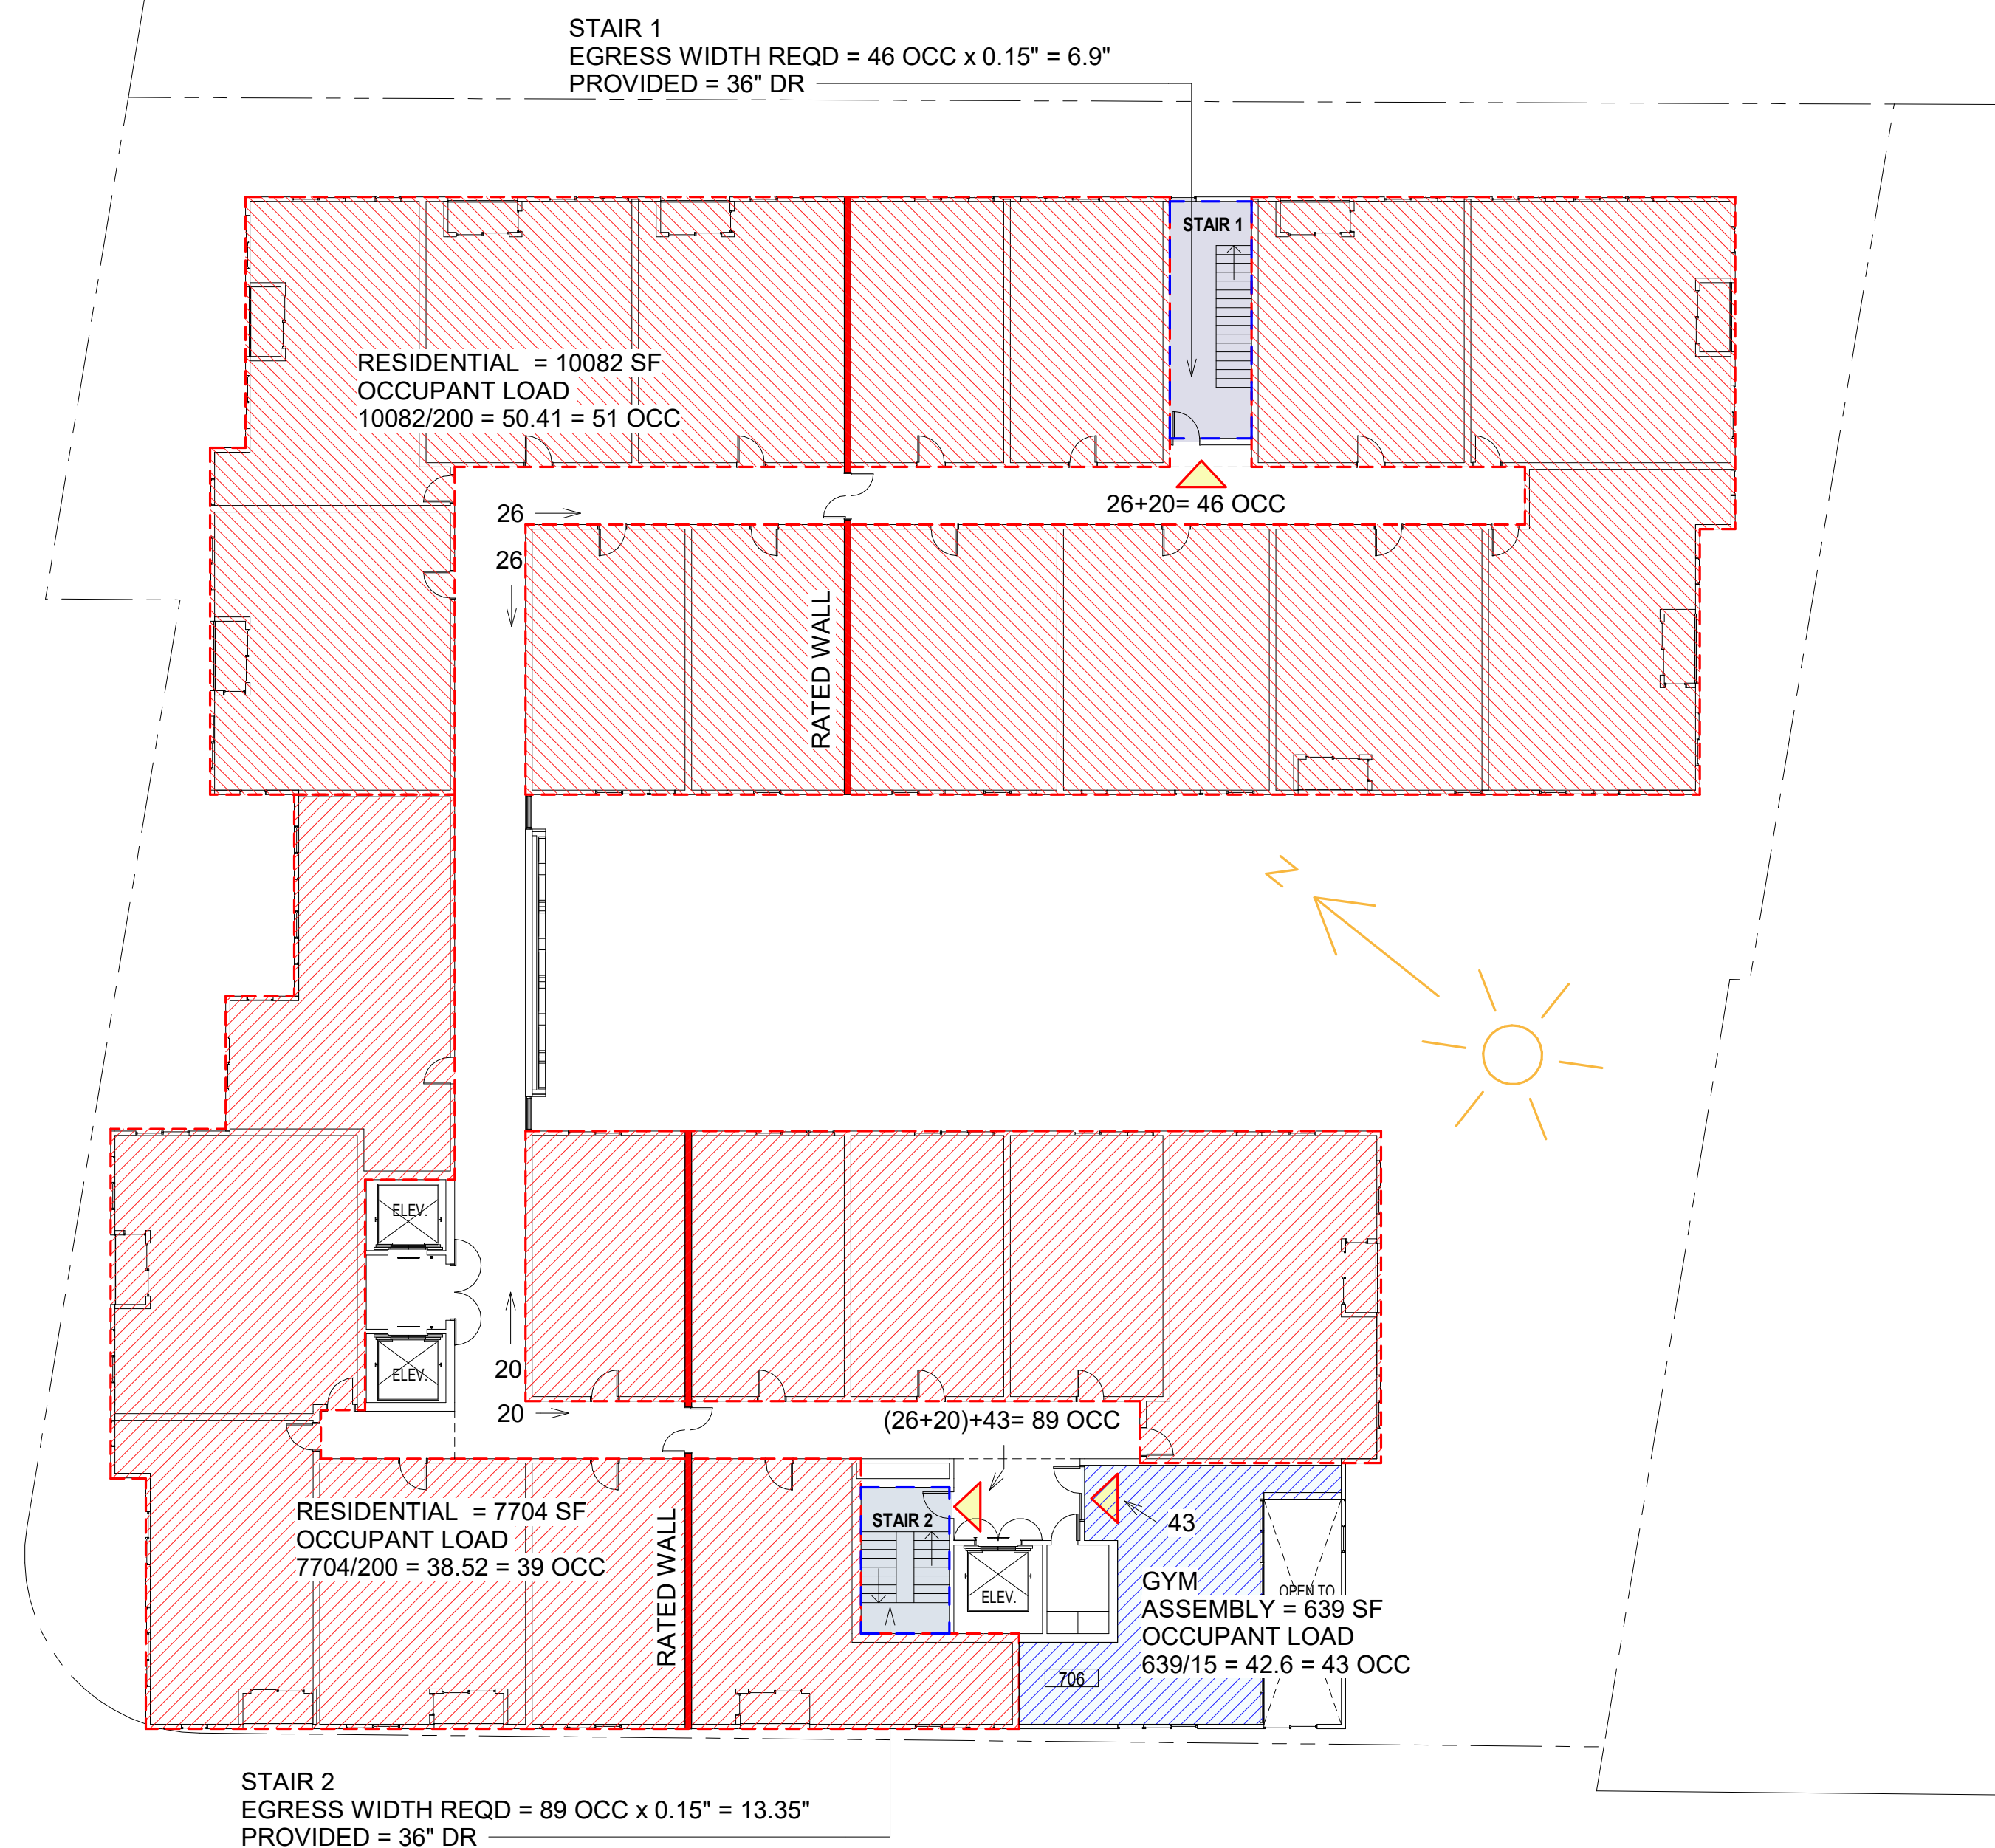 STAIR 1
EGRESS WIDTH REQD = 46 OCC x 0.15" = 6.9"
PROVIDED = 36" DR
STAIR 1
RESIDENTIAL = 10082 SF
OCCUPANT LOAD
10082/200 = 50.41 = 51 OCC
26
26+20= 46 OCC
26
RATED WALL
N
ELEV.
ELEV.
20
20
(26+20)+43= 89 OCC
RESIDENTIAL = 7704 SF
OCCUPANT LOAD
7704/200 = 38.52 = 39 OCC
RATED WALL
STAIR 2
43
ELEV.
OPEN TO
GYM
ASSEMBLY = 639 SF
OCCUPANT LOAD
639/15 = 42.6 = 43 OCC
706
STAIR 2
EGRESS WIDTH REQD = 89 OCC x 0.15" = 13.35"
PROVIDED = 36" DR